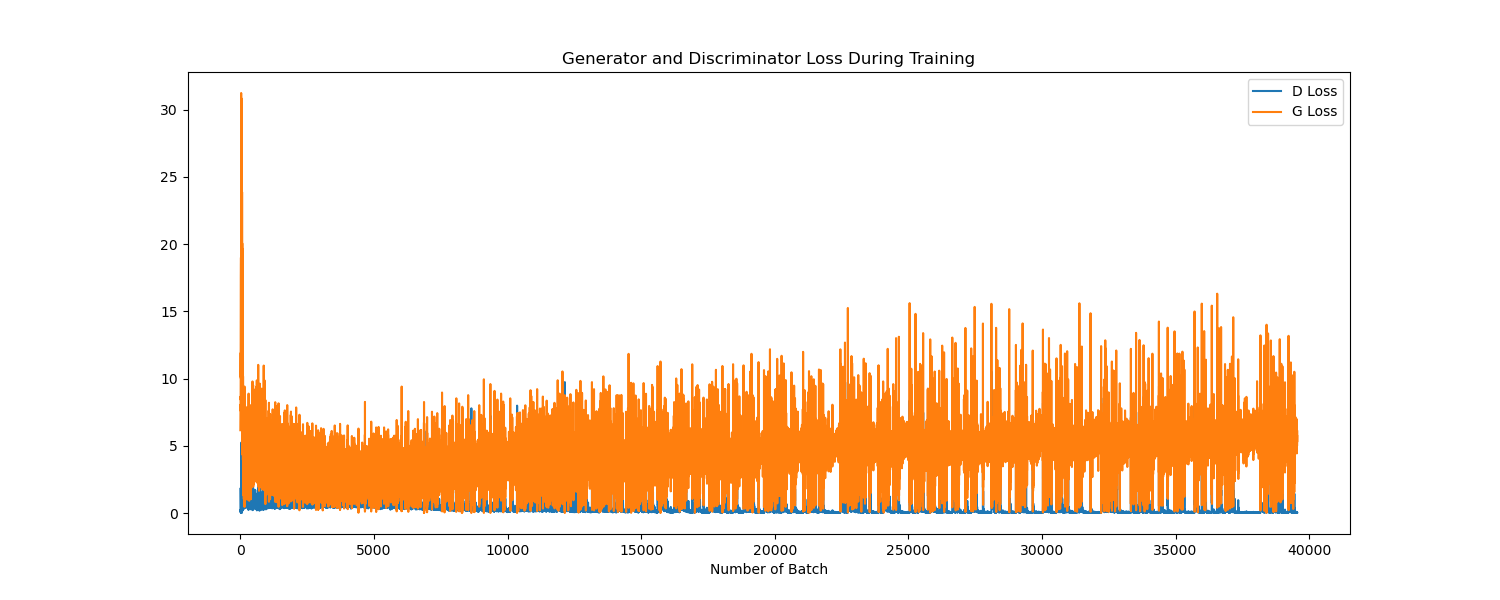 Generator and Discriminator Loss During Training
D Loss
G Loss
30
25
20
15
10
5
0
0 5000 10000 15000 20000 25000 30000 35000 40000
Number of Batch